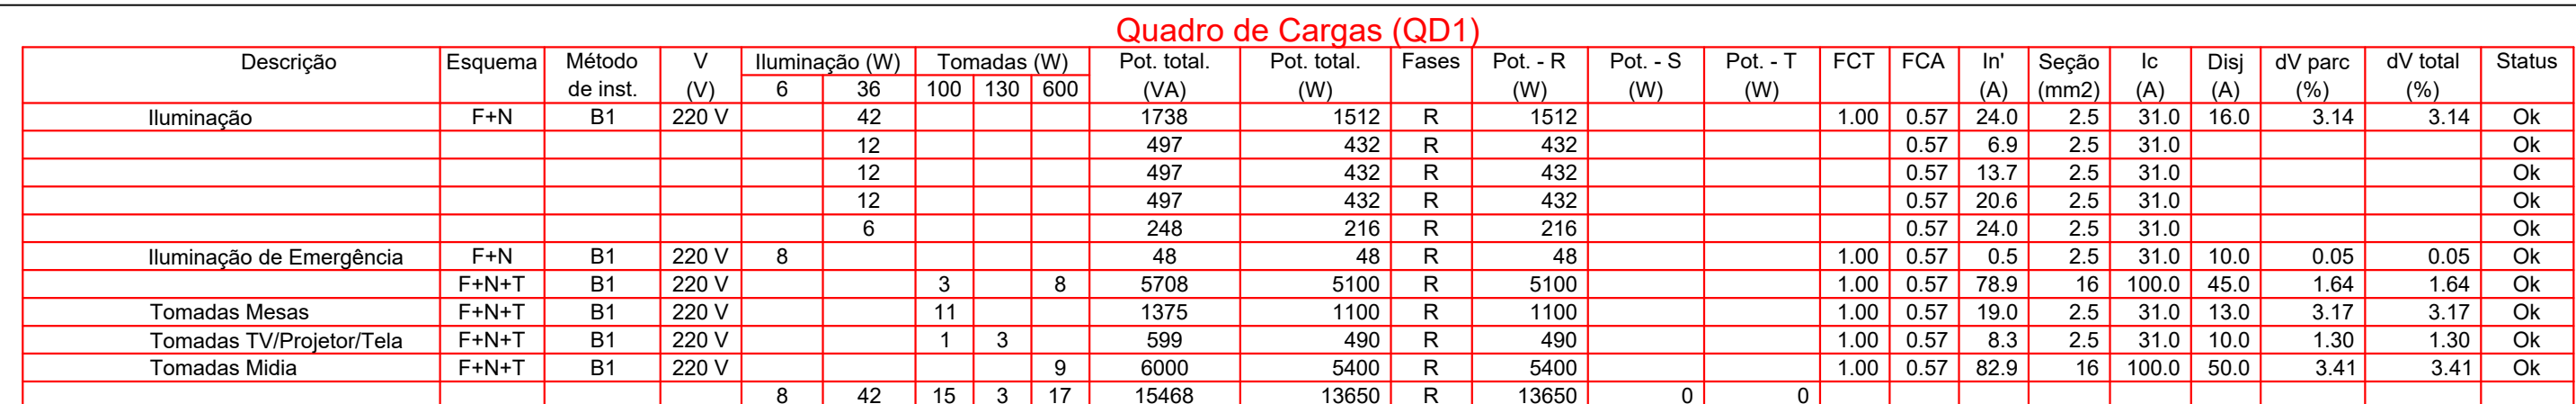 Quadro de Cargas (QD1)
Descrição Esquema Método V Iluminação (W) Tomadas (W) Pot. total. Pot. total. Fases Pot. - R Pot. - S Pot. - T FCT FCA In' Seção Ic Disj dV parc dV total Status
de inst. (V) 6 36 100 130 600 (VA) (W) (W) (W) (W) (A) (mm2) (A) (A) (%) (%)
Iluminação F+N B1 220 V 42 1738 1512 R 1512 1.00 0.57 24.0 2.5 31.0 16.0 3.14 3.14 Ok
12 497 432 R 432 0.57 6.9 2.5 31.0 Ok
12 497 432 R 432 0.57 13.7 2.5 31.0 Ok
12 497 432 R 432 0.57 20.6 2.5 31.0 Ok
6 248 216 R 216 0.57 24.0 2.5 31.0 Ok
Iluminação de Emergência F+N B1 220 V 8 48 48 R 48 1.00 0.57 0.5 2.5 31.0 10.0 0.05 0.05 Ok
F+N+T B1 220 V 3 8 5708 5100 R 5100 1.00 0.57 78.9 16 100.0 45.0 1.64 1.64 Ok
Tomadas Mesas F+N+T B1 220 V 11 1375 1100 R 1100 1.00 0.57 19.0 2.5 31.0 13.0 3.17 3.17 Ok
Tomadas TV/Projetor/Tela F+N+T B1 220 V 1 3 599 490 R 490 1.00 0.57 8.3 2.5 31.0 10.0 1.30 1.30 Ok
Tomadas Midia F+N+T B1 220 V 9 6000 5400 R 5400 1.00 0.57 82.9 16 100.0 50.0 3.41 3.41 Ok
8 42 15 3 17 15468 13650 R 13650 0 0